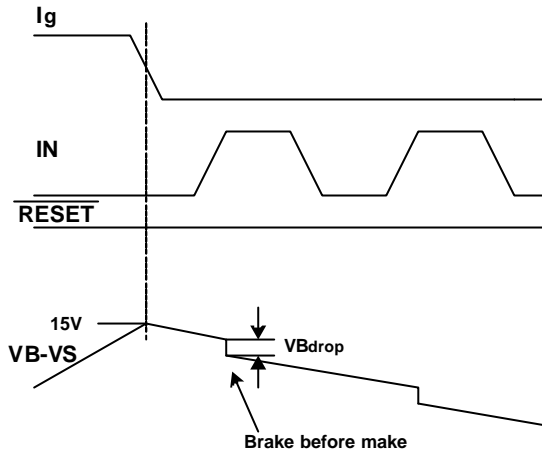 Ig
IN
RESET
15V
VB-VS
VBdrop
Brake before make